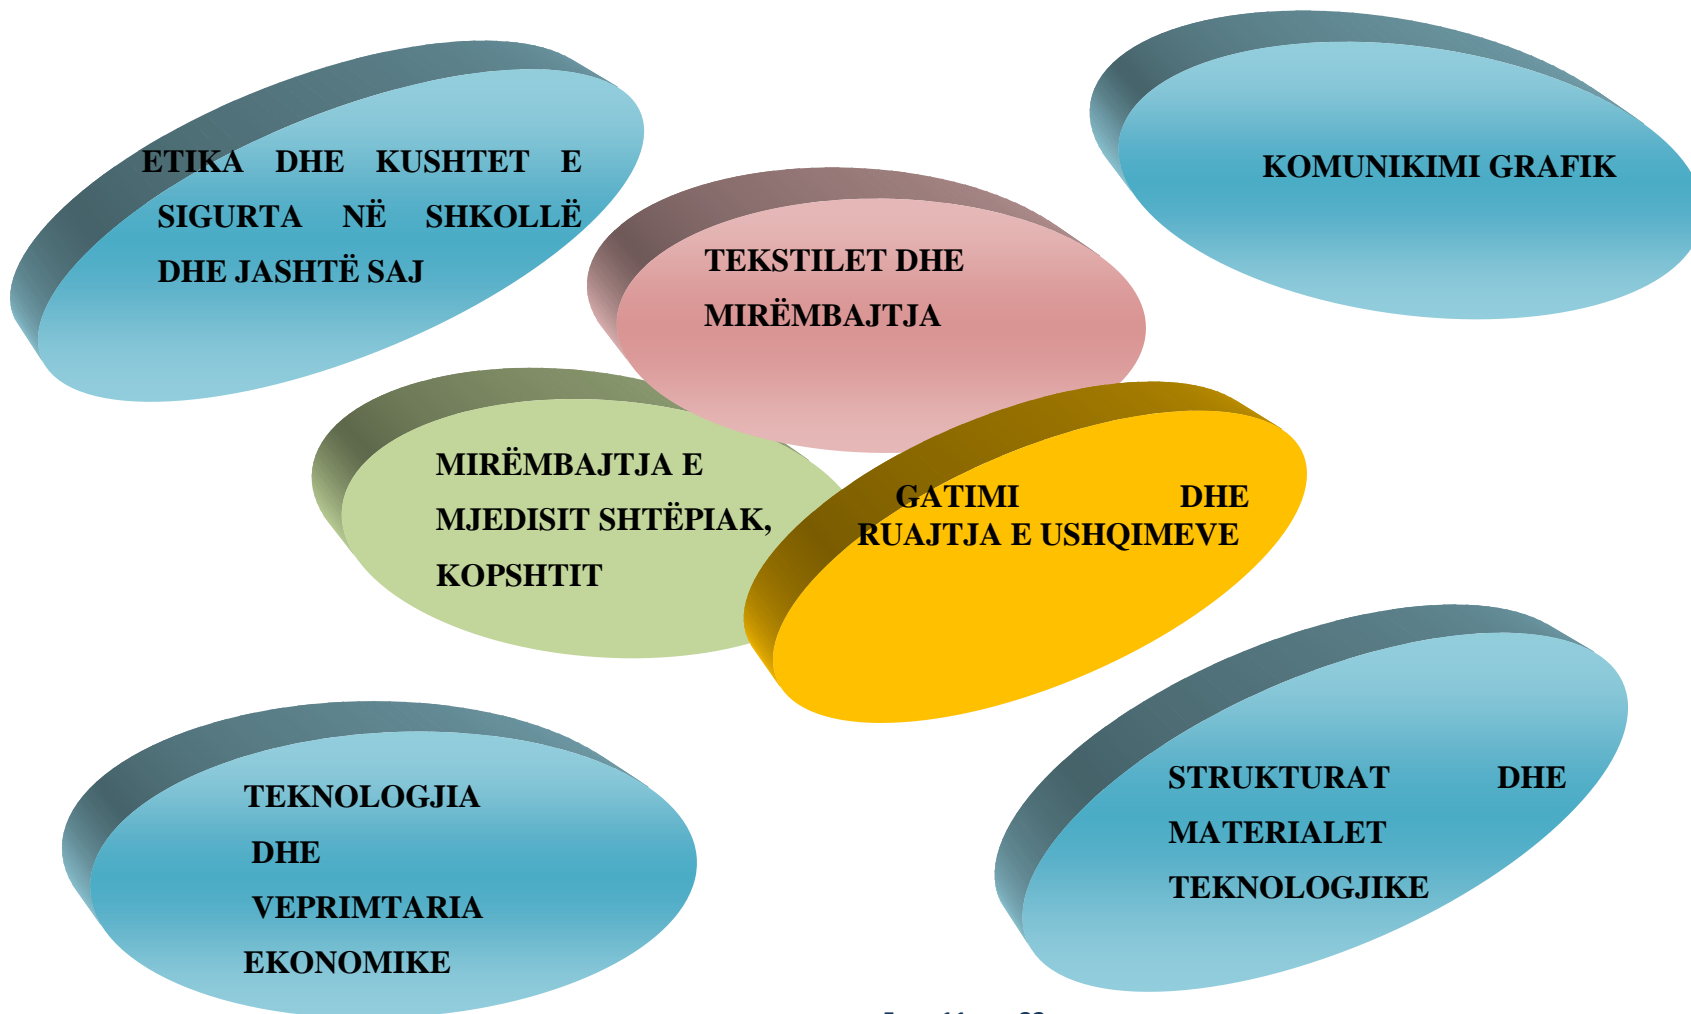 ETIKA DHE KUSHTET E
SIGURTA NË SHKOLLË
DHE JASHTË SAJ
KOMUNIKIMI GRAFIK
TEKSTILET DHE
MIRËMBAJTJA
MIRËMBAJTJA E
MJEDISIT SHTËPIAK,
KOPSHTIT
GATIMI DHE
RUAJTJA E USHQIMEVE
TEKNOLOGJIA
DHE
VEPRIMTARIA
EKONOMIKE
STRUKTURAT DHE
MATERIALET
TEKNOLOGJIKE